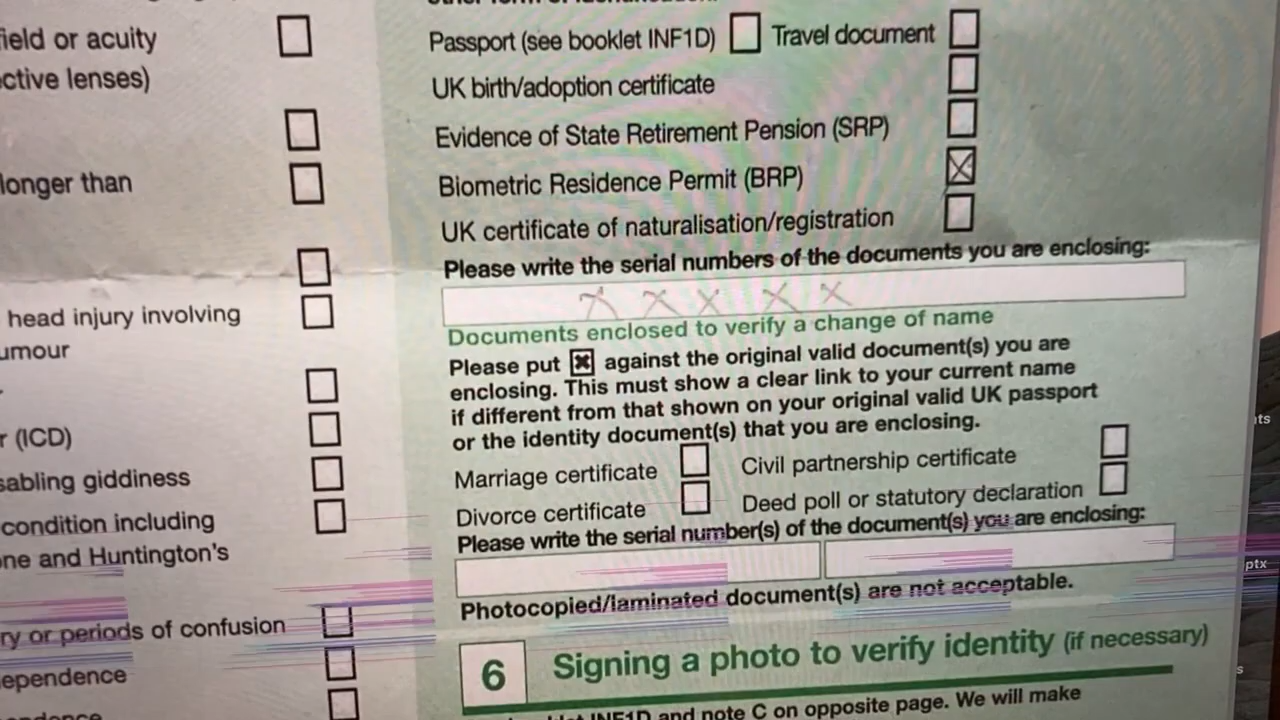 field or acuity
ctive lenses)
longer than
head injury involving
umour
r (ICD)
sabling giddiness
condition including
one and Huntington's
ry or periods of confusion
ependence
Passport (see booklet INF1D) Travel document
UK birth/adoption certificate
Evidence of State Retirement Pension (SRP)
Biometric Residence Permit (BRP)
UK certificate of naturalisation/registration
Please write the serial numbers of the documents you are enclosing:
X X X X X
Documents enclosed to verify a change of name
Please put against the original valid document(s) you are
enclosing. This must show a clear link to your current name
if different from that shown on your original valid UK passport
or the identity document(s) that you are enclosing.
Marriage certificate Civil partnership certificate
Divorce certificate Deed poll or statutory declaration
Please write the serial number(s) of the document(s) you are enclosing:
Photocopied/laminated document(s) are not acceptable.
6 Signing a photo to verify identity (if necessary)
INF1D and note C on opposite page. We will make
ptx